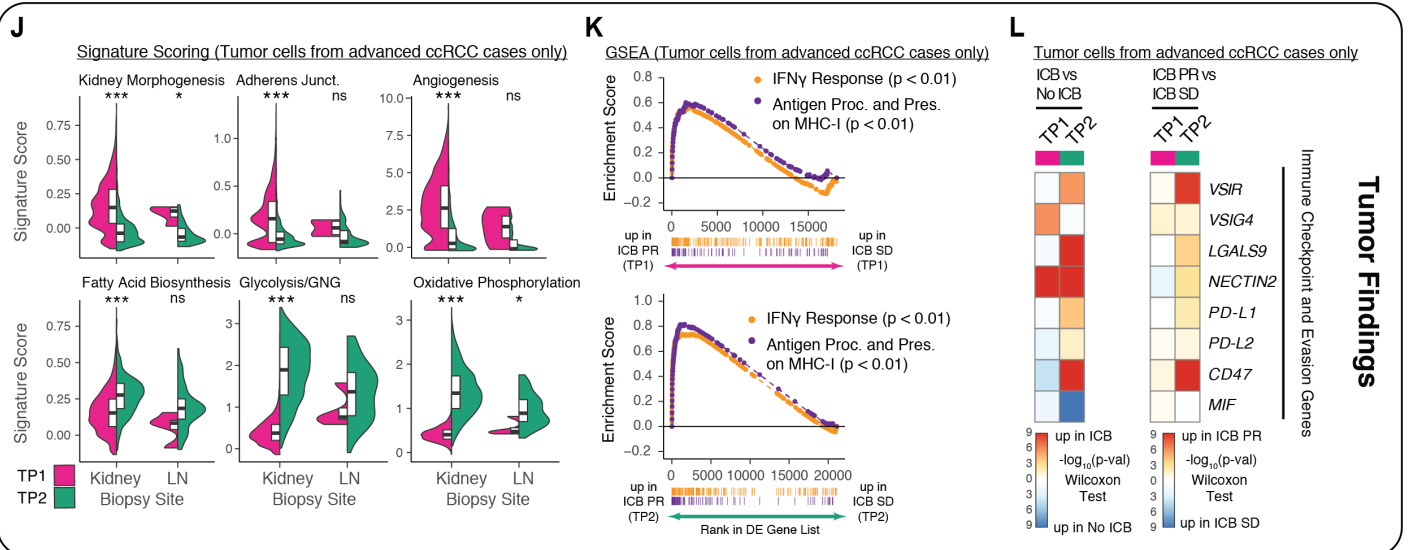 J
Signature Scoring (Tumor cells from advanced ccRCC cases only)
Kidney Morphogenesis
Adherens Junct.
Angiogenesis
*** *
*** ns
*** ns
Signature Score
0.75
0.50
0.25
0.00
1.0
0.5
0.0
10.0
7.5
5.0
2.5
0.0
Fatty Acid Biosynthesis
Glycolysis/GNG
Oxidative Phosphorylation
*** ns
*** ns
*** *
Signature Score
0.75
0.50
0.25
0.00
3
2
1
0
3
2
1
0
TP1
TP2
Kidney LN
Biopsy Site
Kidney LN
Biopsy Site
Kidney LN
Biopsy Site
K
GSEA (Tumor cells from advanced ccRCC cases only)
Enrichment Score
0.8
0.6
0.4
0.2
0.0
−0.2
IFNγ Response (p < 0.01)
Antigen Proc. and Pres.
on MHC-I (p < 0.01)
0 5000 10000 15000
up in
ICB PR
(TP1)
up in
ICB SD
(TP1)
Enrichment Score
1.0
0.8
0.6
0.4
0.2
0.0
−0.2
IFNγ Response (p < 0.01)
Antigen Proc. and Pres.
on MHC-I (p < 0.01)
0 5000 10000 15000 20000
up in
ICB PR
(TP2)
up in
ICB SD
(TP2)
Rank in DE Gene List
L
Tumor cells from advanced ccRCC cases only
ICB vs
No ICB
ICB PR vs
ICB SD
TP1 TP2
TP1 TP2
VSIR
VSIG4
LGALS9
NECTIN2
PD-L1
PD-L2
CD47
MIF
Immune Checkpoint and Evasion Genes
Tumor Findings
9
6
3
0
3
6
9
up in ICB
-log10(p-val)
Wilcoxon
Test
up in No ICB
9
6
3
0
3
6
9
up in ICB PR
-log10(p-val)
Wilcoxon
Test
up in ICB SD